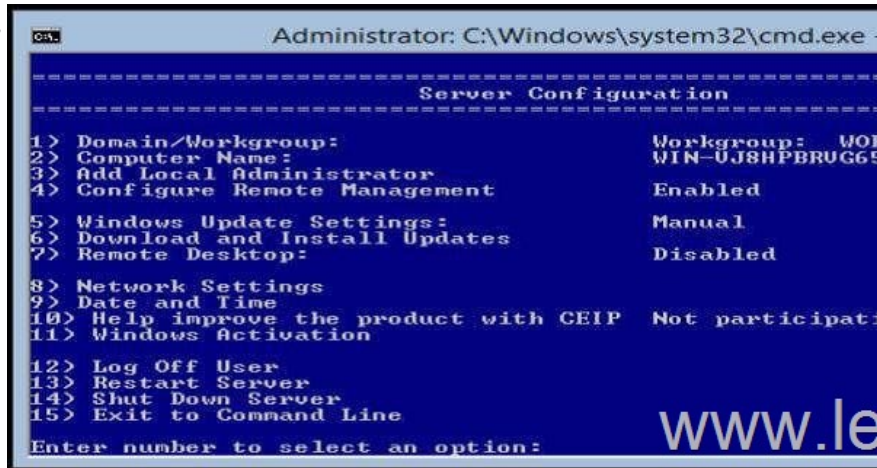 Administrator: C:\Windows\system32\cmd.exe -
Server Configuration
1) Domain/Workgroup: Workgroup:
2) Computer Name: WIN-VJ8HPBRVG65
3) Add Local Administrator
4) Configure Remote Management Enabled
5) Windows Update Settings: Manual
6) Download and Install Updates
7) Remote Desktop: Disabled
8) Network Settings
9) Date and Time
10) Help improve the product with CEIP Not
11) Windows Activation
12) Log Off User
13) Restart Server
14) Shut Down Server
15) Exit to Command Line
Enter number to select an option: